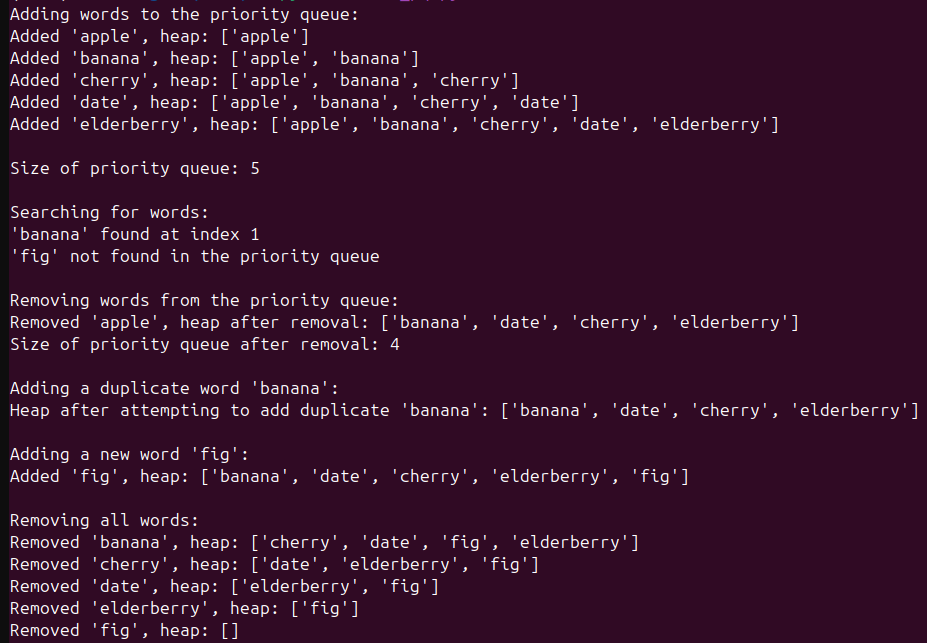 Adding words to the priority queue:
Added 'apple', heap: ['apple']
Added 'banana', heap: ['apple', 'banana']
Added 'cherry', heap: ['apple', 'banana', 'cherry']
Added 'date', heap: ['apple', 'banana', 'cherry', 'date']
Added 'elderberry', heap: ['apple', 'banana', 'cherry', 'date', 'elderberry']

Size of priority queue: 5

Searching for words:
'banana' found at index 1
'fig' not found in the priority queue

Removing words from the priority queue:
Removed 'apple', heap after removal: ['banana', 'date', 'cherry', 'elderberry']
Size of priority queue after removal: 4

Adding a duplicate word 'banana':
Heap after attempting to add duplicate 'banana': ['banana', 'date', 'cherry', 'elderberry']

Adding a new word 'fig':
Added 'fig', heap: ['banana', 'date', 'cherry', 'elderberry', 'fig']

Removing all words:
Removed 'banana', heap: ['cherry', 'date', 'fig', 'elderberry']
Removed 'cherry', heap: ['date', 'elderberry', 'fig']
Removed 'date', heap: ['elderberry', 'fig']
Removed 'elderberry', heap: ['fig']
Removed 'fig', heap: []